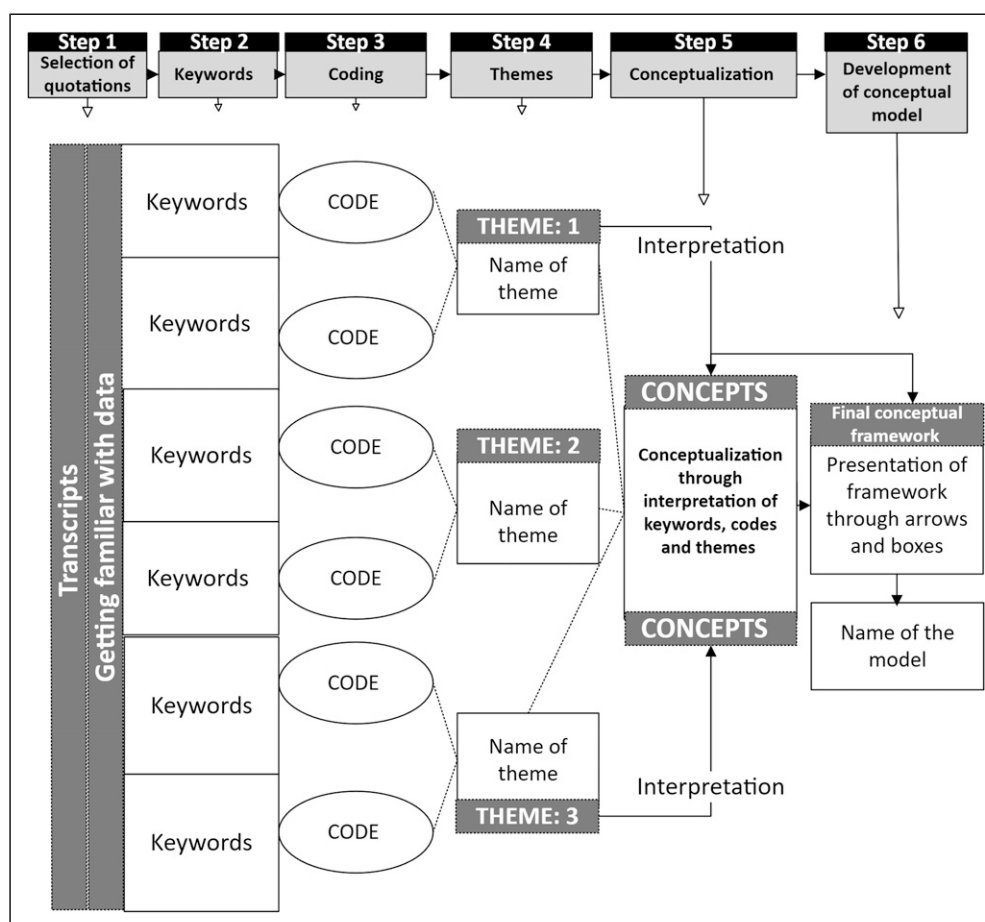 Step 1
Selection of
quotations
Step 2
Keywords
Step 3
Coding
Step 4
Themes
Step 5
Conceptualization
Step 6
Development
of conceptual
model
Transcripts
Getting familiar with data
Keywords
Keywords
Keywords
Keywords
Keywords
Keywords
CODE
CODE
CODE
CODE
CODE
CODE
THEME: 1
Name of
theme
THEME: 2
Name of
theme
Name of
theme
THEME: 3
Interpretation
CONCEPTS
Conceptualization
through
interpretation of
keywords, codes
and themes
CONCEPTS
Interpretation
Final conceptual
framework
Presentation of
framework
through arrows
and boxes
Name of the
model